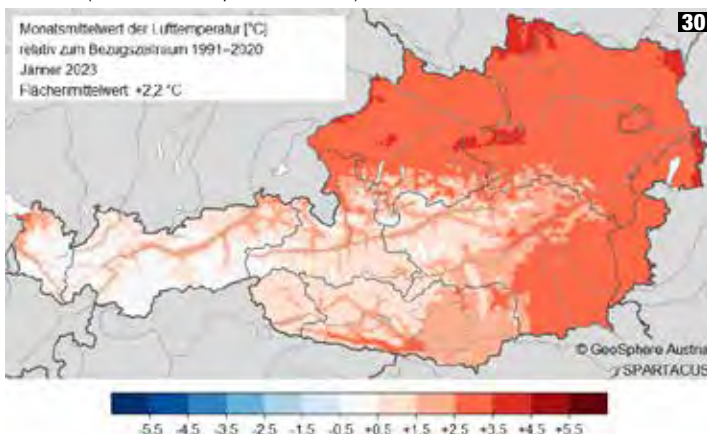 Monatsmittelwert der Lufttemperatur [°C]
relativ zum Bezugszeitraum 1991–2020
Jänner 2023
Flächenmittelwert: +2,2 °C
30
© GeoSphere Austria
SPARTACUS
-5.5 -4.5 -3.5 -2.5 -1.5 -0.5 +0.5 +1.5 +2.5 +3.5 +4.5 +5.5